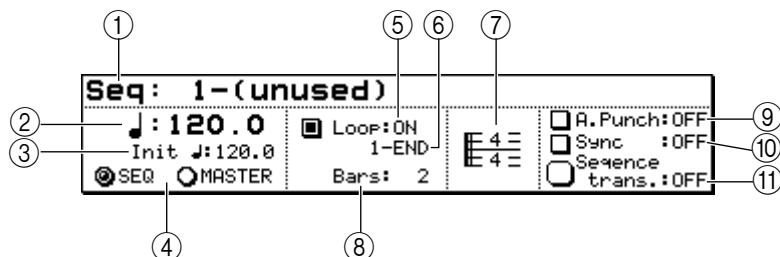 ① ⑤ ⑥ ⑦
Seq: 1-(unused)
② ♩:120.0 Loop:ON A.Punch:OFF ⑨
③ Init ♩:120.0 1-END 4 Sync :OFF ⑩
4 Seqence
SEQ MASTER Bars: 2 trans.:OFF ⑪
④ ⑧